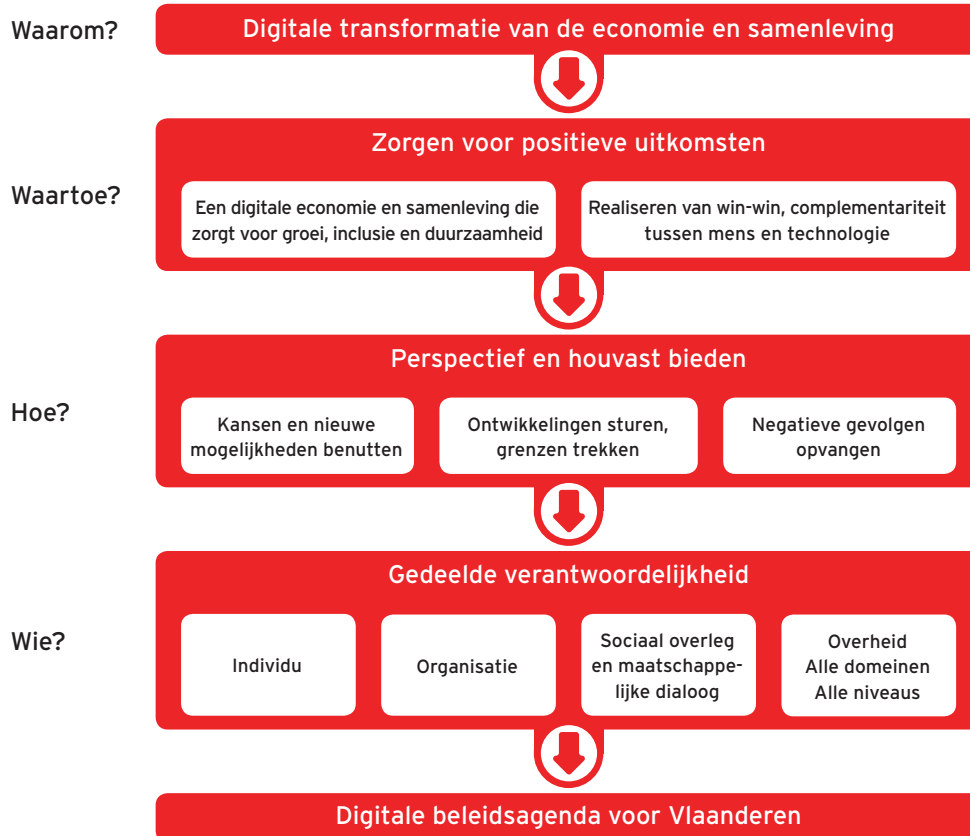 Waarom?
Digitale transformatie van de economie en samenleving
Zorgen voor positieve uitkomsten
Waartoe?
Een digitale economie en samenleving die
zorgt voor groei, inclusie en duurzaamheid
Realiseren van win-win, complementariteit
tussen mens en technologie
Perspectief en houvast bieden
Hoe?
Kansen en nieuwe
mogelijkheden benutten
Ontwikkelingen sturen,
grenzen trekken
Negatieve gevolgen
opvangen
Gedeelde verantwoordelijkheid
Wie?
Individu
Organisatie
Sociaal overleg
en maatschappe-
lijke dialoog
Overheid
Alle domeinen
Alle niveaus
Digitale beleidsagenda voor Vlaanderen